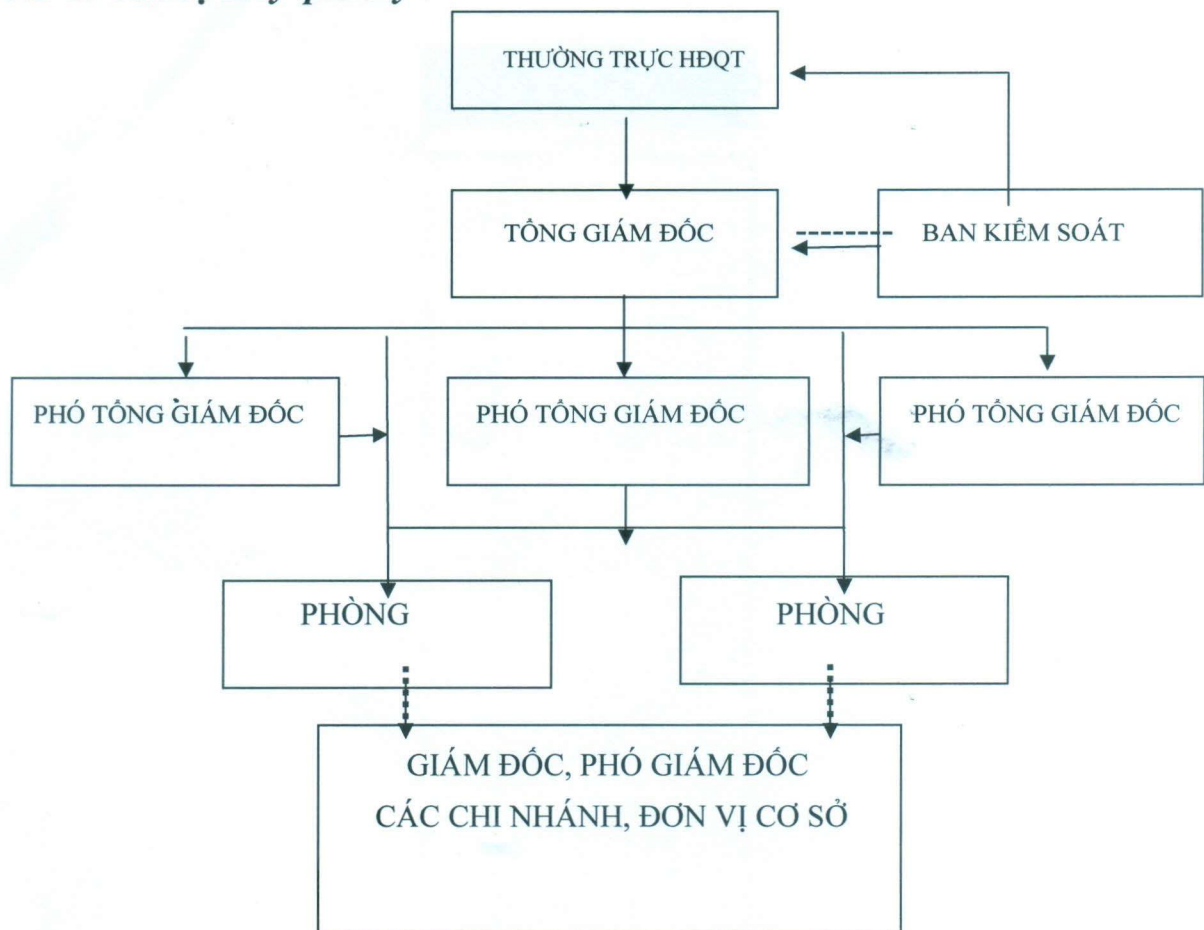 THƯỜNG TRỰC HĐQT
TỔNG GIÁM ĐỐC
BAN KIỂM SOÁT
PHÓ TỔNG GIÁM ĐỐC
PHÓ TỔNG GIÁM ĐỐC
PHÓ TỔNG GIÁM ĐỐC
PHÒNG
PHÒNG
GIÁM ĐỐC, PHÓ GIÁM ĐỐC
CÁC CHI NHÁNH, ĐƠN VỊ CƠ SỞ